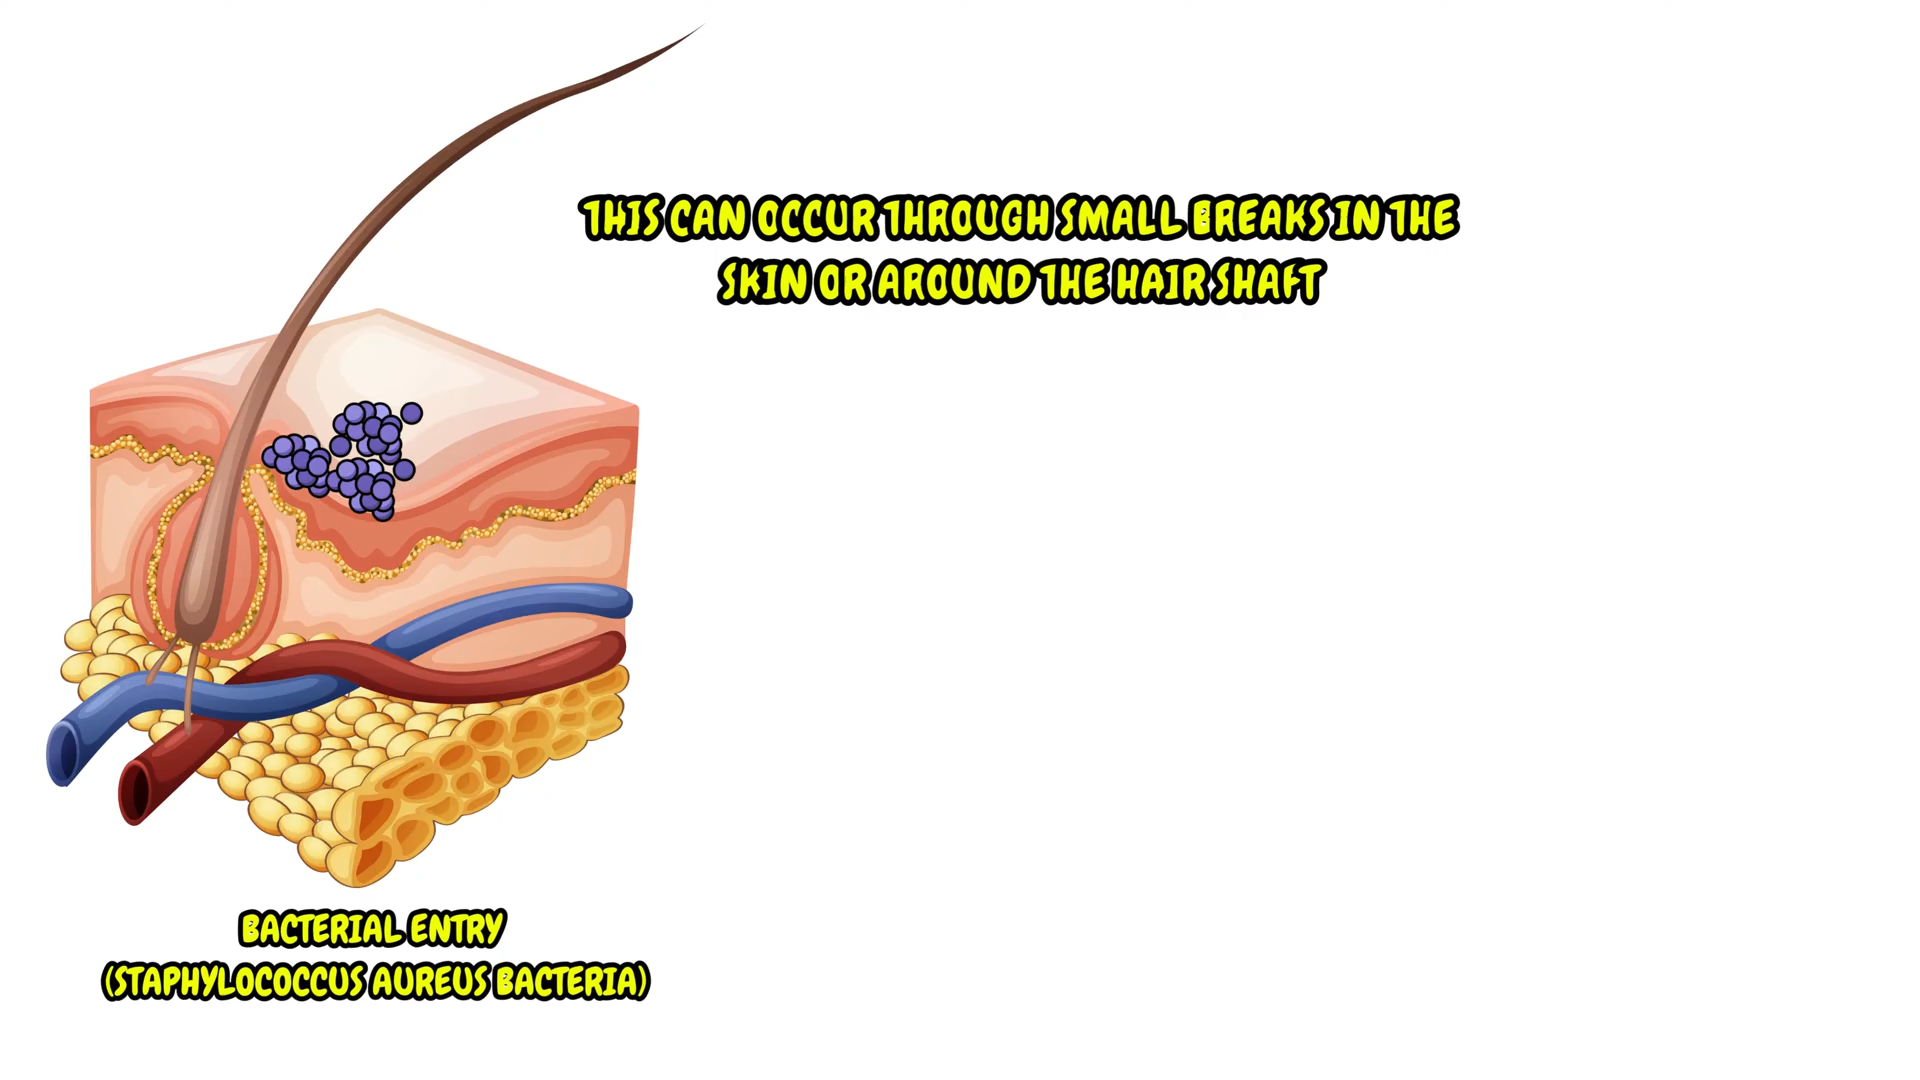 THIS CAN OCCUR THROUGH SMALL BREAKS IN THE
SKIN OR AROUND THE HAIR SHAFT
BACTERIAL ENTRY
(STAPHYLOCOCCUS AUREUS BACTERIA)